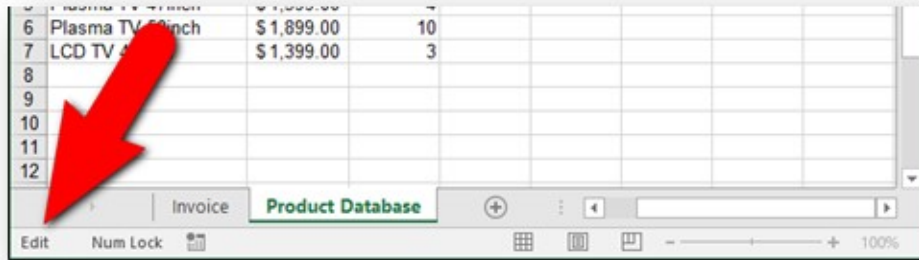 6 Plasma TV inch $1,899.00 10
7 LCD TV $1,399.00 3
8
9
10
11
12
Invoice Product Database
Edit Num Lock 100%